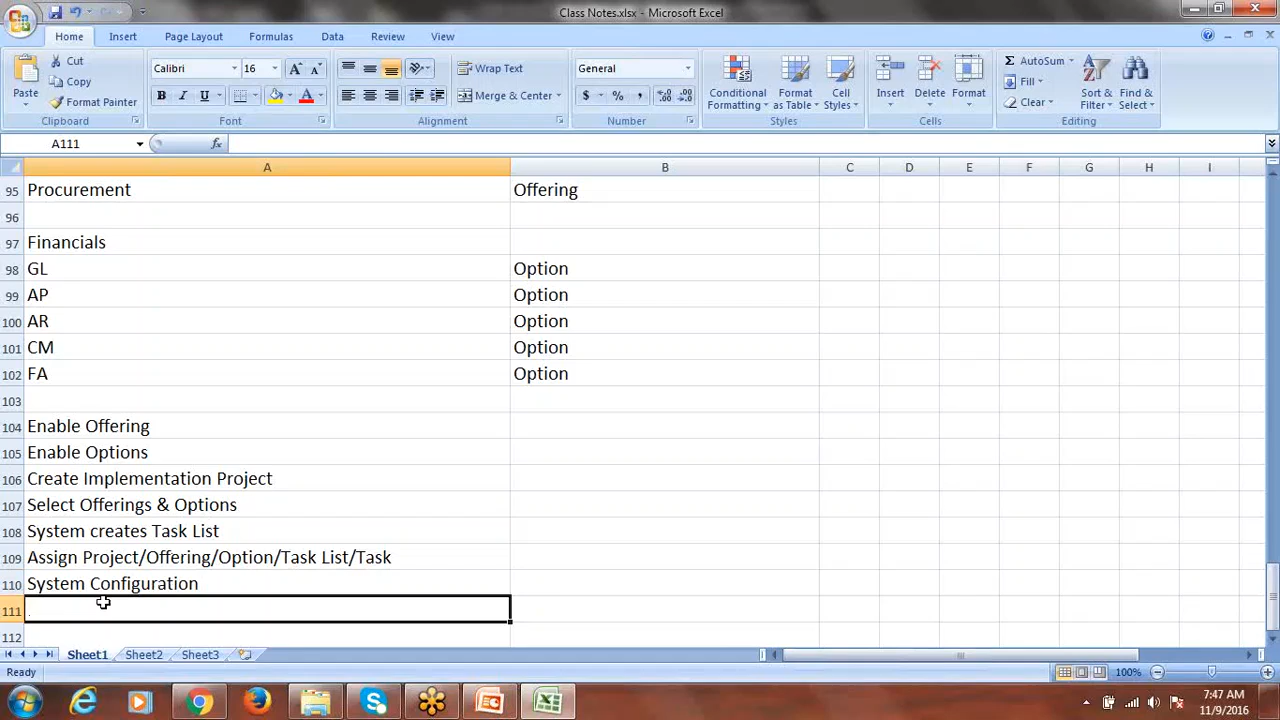 Class Notes.xlsx - Microsoft Excel
Home Insert Page Layout Formulas Data Review View
Paste
Cut
Copy
Format Painter
Clipboard
Calibri 16
B I U A A A
Font
Wrap Text
Merge & Center
Alignment
General
$ % ,
Number
Conditional Formatting
Format as Table
Cell Styles
Styles
Insert Delete Format
Cells
Σ AutoSum
Fill
Clear
Sort & Filter
Find & Select
Editing
A111 fx
A B C D E F G H I
95 Procurement Offering
96
97 Financials
98 GL Option
99 AP Option
100 AR Option
101 CM Option
102 FA Option
103
104 Enable Offering
105 Enable Options
106 Create Implementation Project
107 Select Offerings & Options
108 System creates Task List
109 Assign Project/Offering/Option/Task List/Task
110 System Configuration
111
112
Sheet1 Sheet2 Sheet3
Ready 100%
7:47 AM
11/9/2016